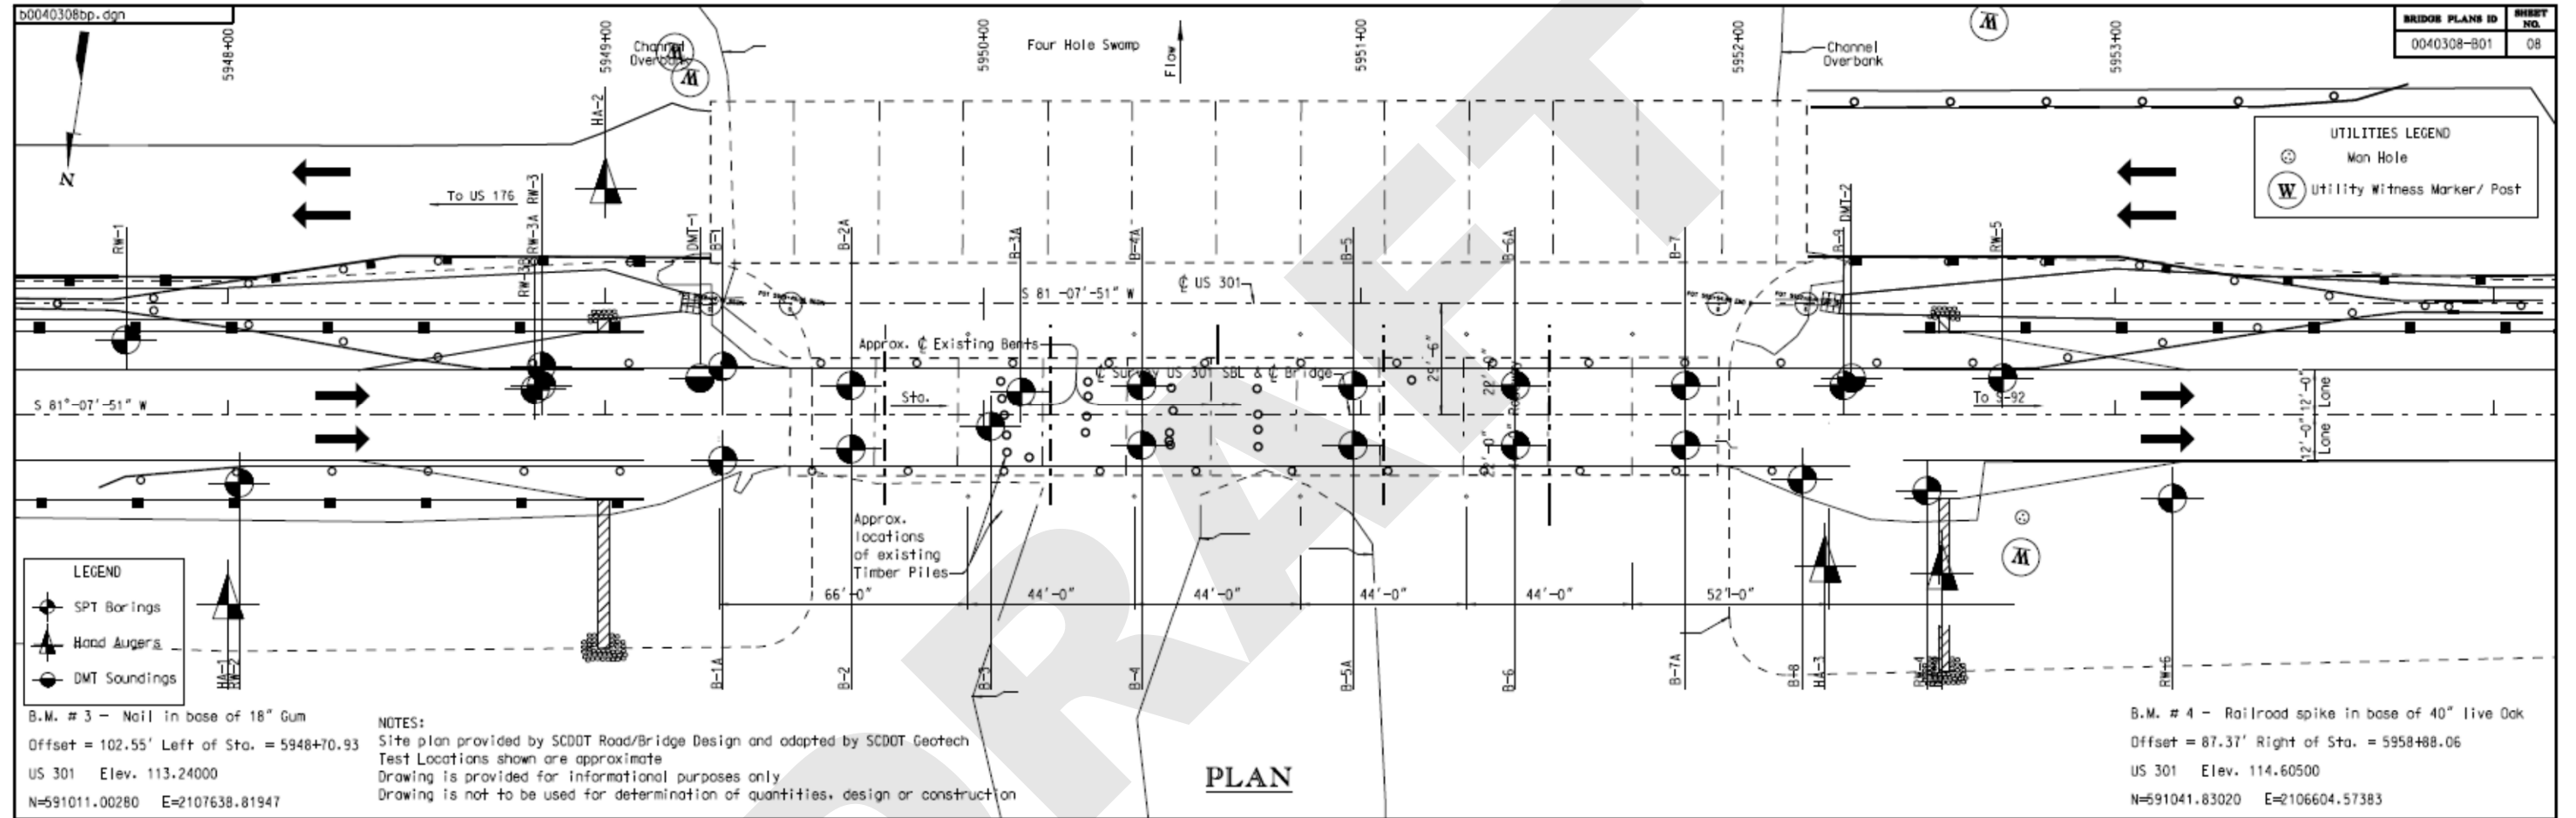 b0040308bp.dgn
BRIDGE PLANS ID
SHEET NO.
0040308-B01
08
5948+00
5949+00
5950+00
5951+00
5952+00
5953+00
Channel
Overbank
Four Hole Swamp
Flow
Channel
Overbank
W
W
W
N
HA-2
To US 176
UTILITIES LEGEND
Man Hole
W Utility Witness Marker/ Post
RW-1
RW-3A
RW-3
RW-3B
DMT-1
B-1
B-2A
B-3A
B-4A
B-5
B-6A
B-7
B-9
DMT-2
RW-5
S 81 -07'-51" W
℄ US 301
Approx. ℄ Existing Bents
℄ Survey US 301 SBL & ℄ Bridge
29'-6"
22'-0"
S 81°-07'-51" W
Sta.
To S-92
12'-0"
Lane
12'-0"
Lane
Approx.
locations
of existing
Timber Piles
W
66'-0"
44'-0"
44'-0"
44'-0"
44'-0"
52'-0"
LEGEND
SPT Borings
Hand Augers
DMT Soundings
HA-1
RW-2
B-1A
B-2
B-3
B-4
B-5A
B-6
B-7A
B-8
HA-3
RW-4
RW-6
B.M. # 3 - Nail in base of 18" Gum
Offset = 102.55' Left of Sta. = 5948+70.93
US 301 Elev. 113.24000
N=591011.00280 E=2107638.81947
NOTES:
Site plan provided by SCDOT Road/Bridge Design and adapted by SCDOT Geotech
Test Locations shown are approximate
Drawing is provided for informational purposes only
Drawing is not to be used for determination of quantities, design or construction
PLAN
B.M. # 4 - Railroad spike in base of 40" live Oak
Offset = 87.37' Right of Sta. = 5958+88.06
US 301 Elev. 114.60500
N=591041.83020 E=2106604.57383
DRAFT